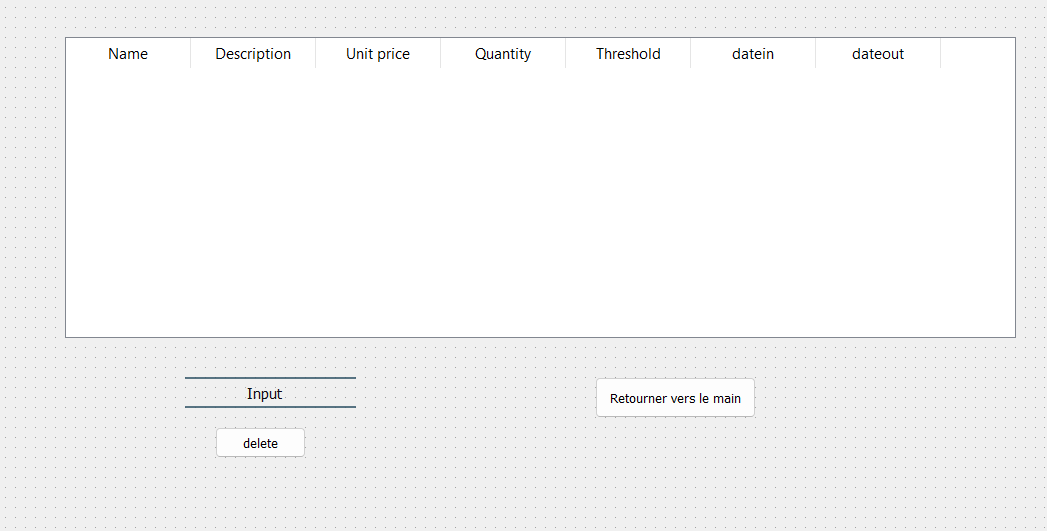 Name Description Unit price Quantity Threshold datein dateout
Input
Retourner vers le main
delete